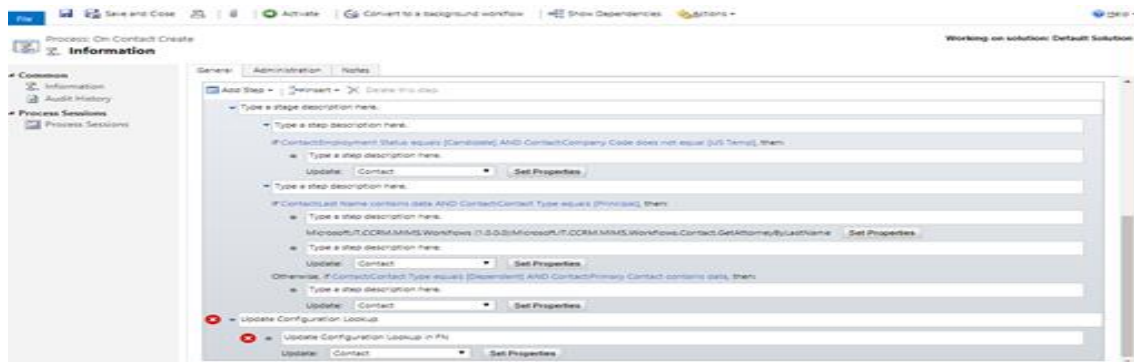 File
Save and Close
Activate
Convert to a background workflow
Show Dependencies
Actions
Help
Process: On Contact Create
Information
Working on solution: Default Solution
Common
Information
Audit History
Process Sessions
Process Sessions
General Administration Notes
Add Step Insert Delete this step
Type a stage description here.
Type a step description here.
If Contact:Employment Status equals [Candidate] AND Contact:Company Code does not equal [US Temp], then:
Type a step description here.
Update: Contact Set Properties
Type a step description here.
If Contact:Last Name contains data AND Contact:Contact Type equals [Principal], then:
Type a step description here.
Microsoft.IT.CCRM.MIMS.Workflows (1.0.0.0):Microsoft.IT.CCRM.MIMS.Workflows.Contact.GetAttorneyByLastName Set Properties
Type a step description here.
Update: Contact Set Properties
Otherwise, if Contact:Contact Type equals [Dependent] AND Contact:Primary Contact contains data, then:
Type a step description here.
Update: Contact Set Properties
Update Configuration Lookup
Update Configuration Lookup in FN
Update: Contact Set Properties